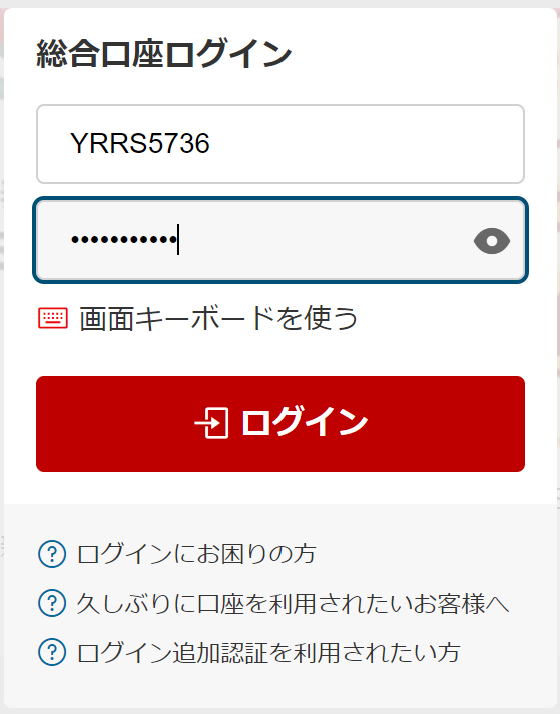 総合口座ログイン
YRRS5736
•••••••••••
画面キーボードを使う
ログイン
ログインにお困りの方
久しぶりに口座を利用されたいお客様へ
ログイン追加認証を利用されたい方